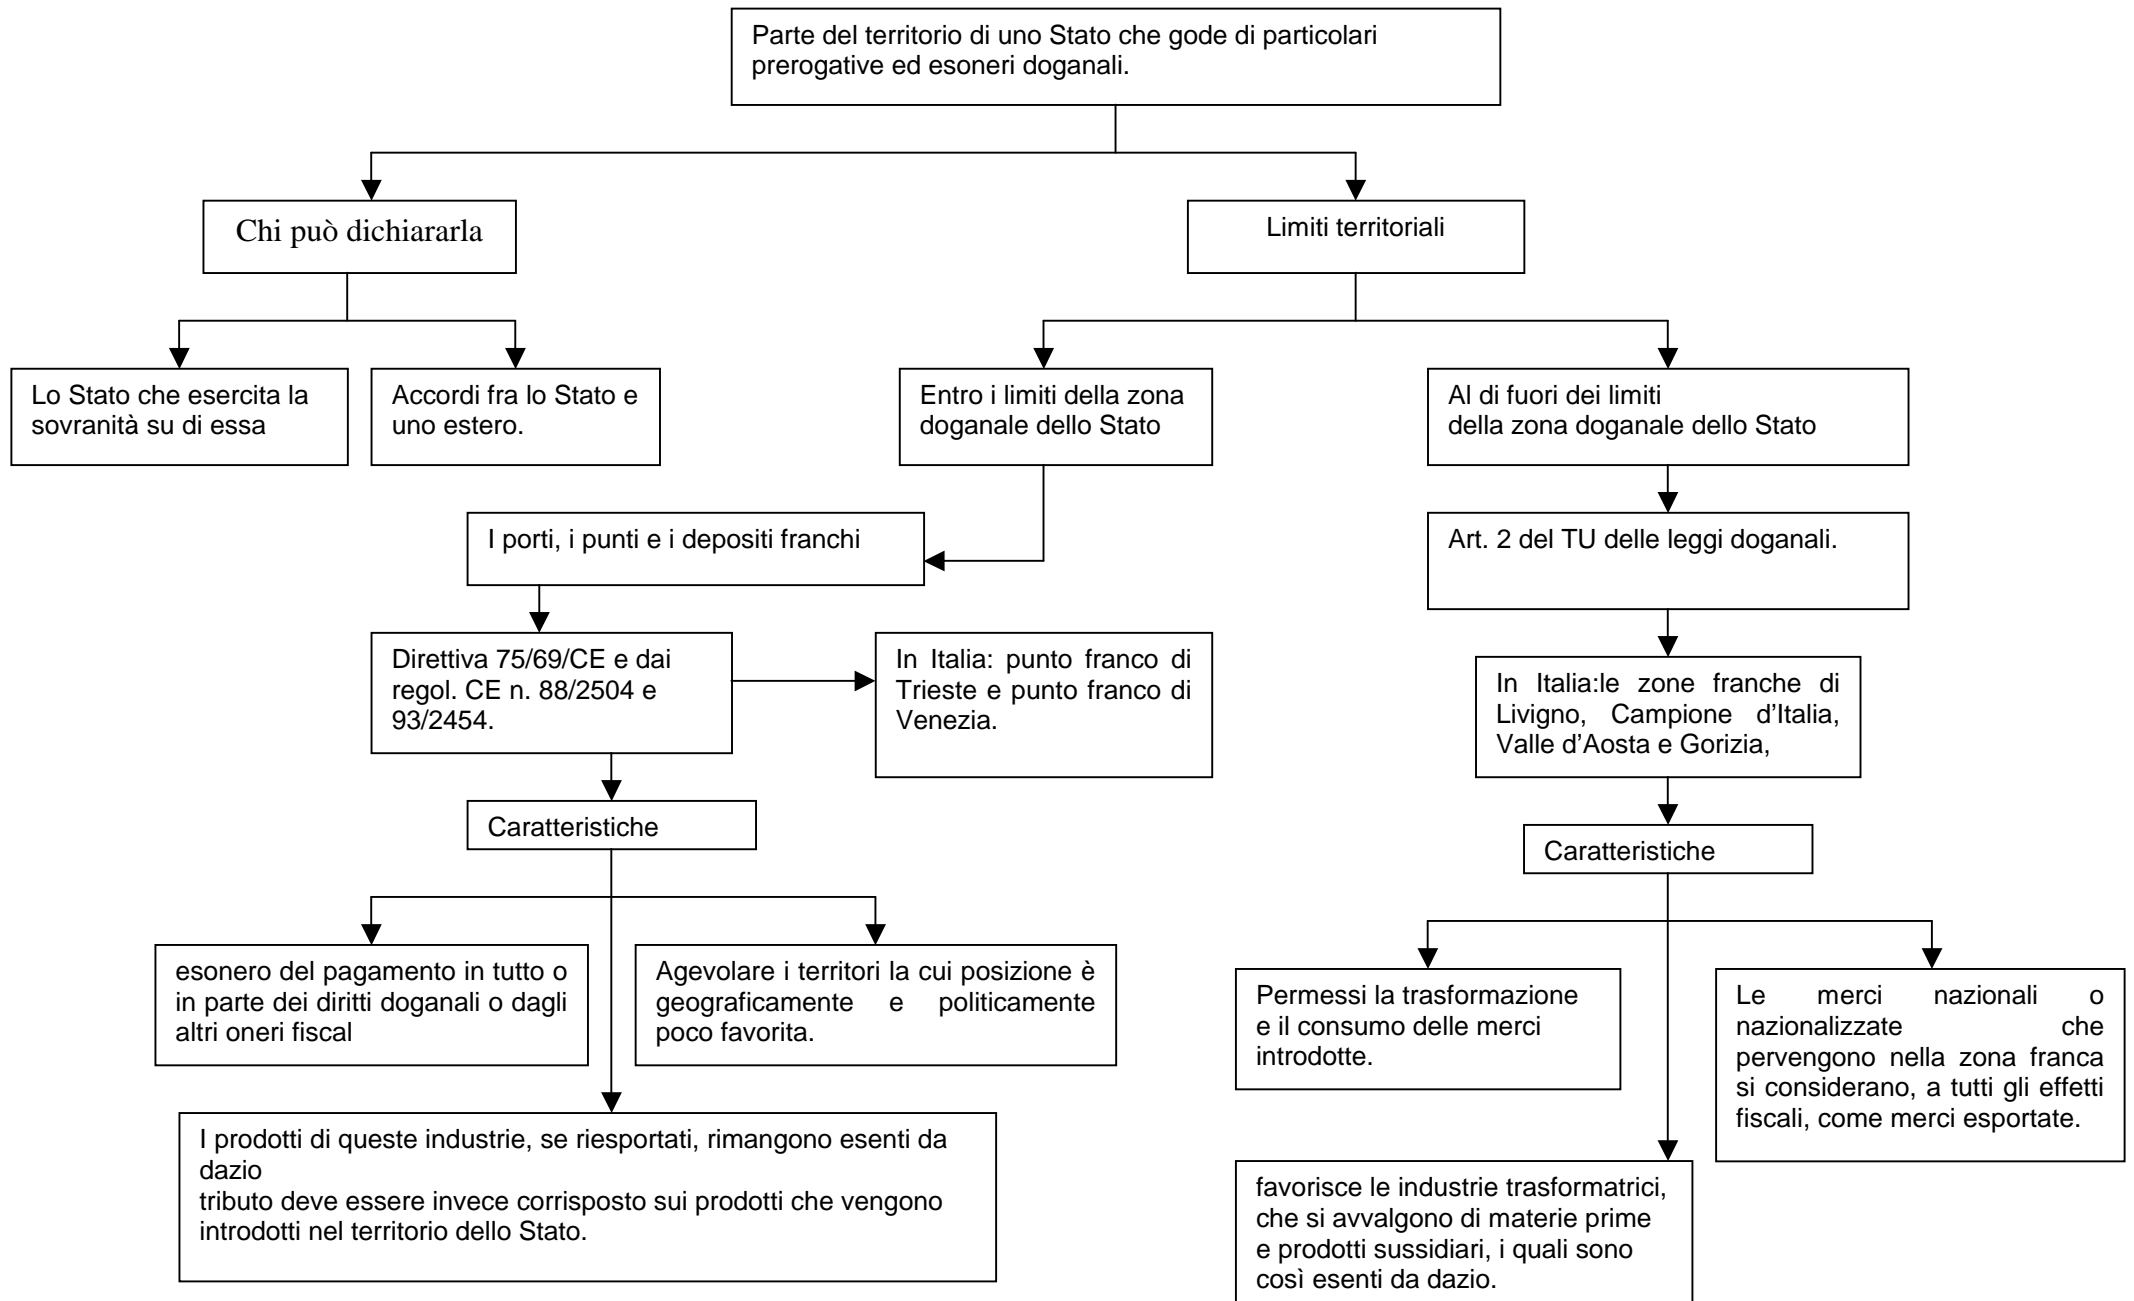 Parte del territorio di uno Stato che gode di particolari
prerogative ed esoneri doganali.
Chi può dichiararla
Limiti territoriali
Lo Stato che esercita la
sovranità su di essa
Accordi fra lo Stato e
uno estero.
Entro i limiti della zona
doganale dello Stato
Al di fuori dei limiti
della zona doganale dello Stato
I porti, i punti e i depositi franchi
Art. 2 del TU delle leggi doganali.
Direttiva 75/69/CE e dai
regol. CE n. 88/2504 e
93/2454.
In Italia: punto franco di
Trieste e punto franco di
Venezia.
In Italia:le zone franche di
Livigno, Campione d'Italia,
Valle d'Aosta e Gorizia,
Caratteristiche
Caratteristiche
esonero del pagamento in tutto o
in parte dei diritti doganali o dagli
altri oneri fiscal
Agevolare i territori la cui posizione è
geograficamente e politicamente
poco favorita.
Permessi la trasformazione
e il consumo delle merci
introdotte.
Le merci nazionali o
nazionalizzate che
pervengono nella zona franca
si considerano, a tutti gli effetti
fiscali, come merci esportate.
I prodotti di queste industrie, se riesportati, rimangono esenti da
dazio
tributo deve essere invece corrisposto sui prodotti che vengono
introdotti nel territorio dello Stato.
favorisce le industrie trasformatrici,
che si avvalgono di materie prime
e prodotti sussidiari, i quali sono
così esenti da dazio.